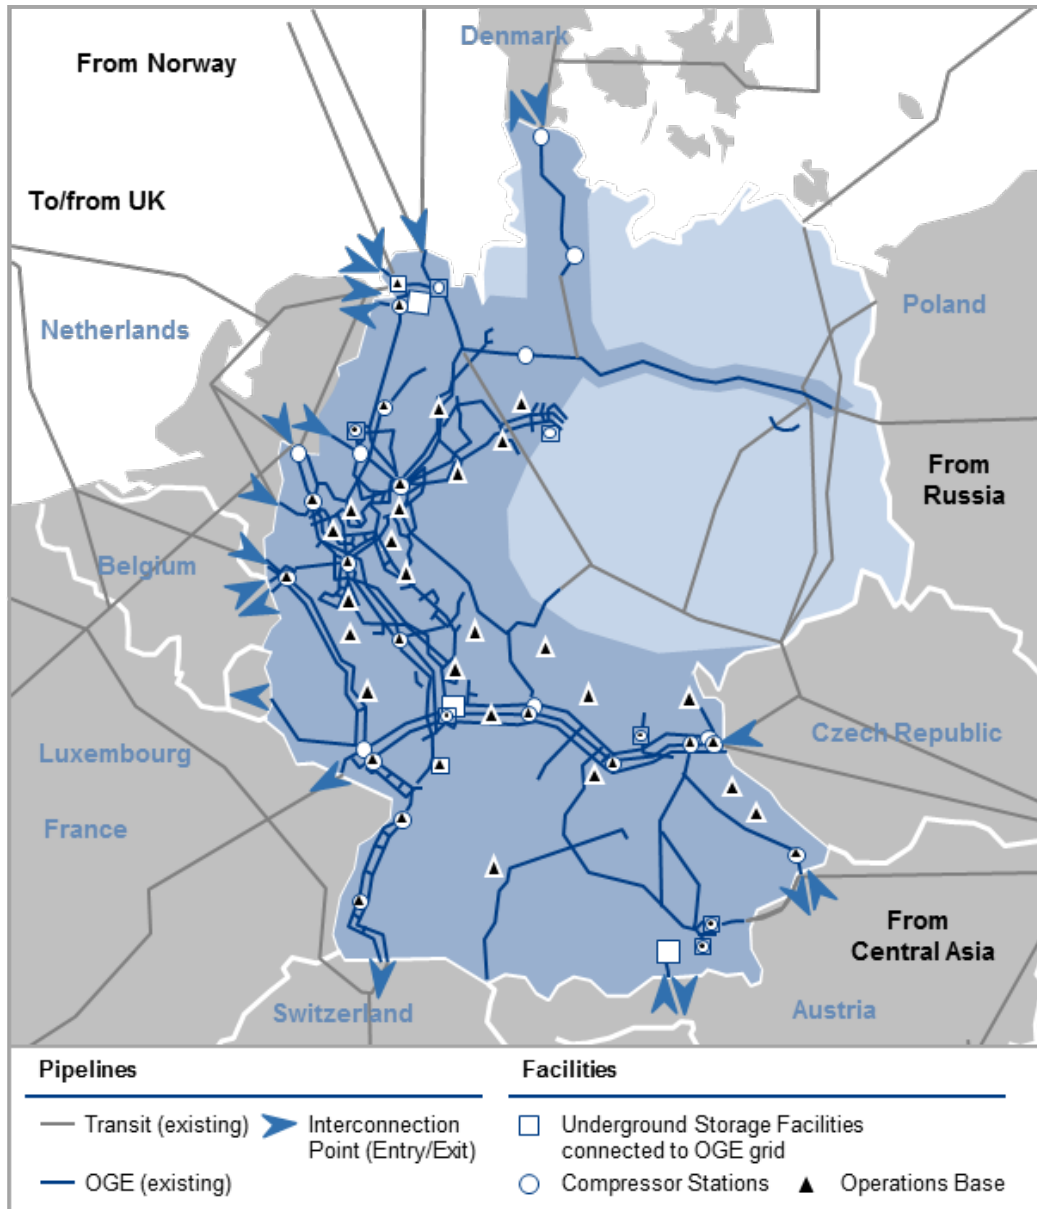 Denmark
From Norway
To/from UK
Netherlands
Poland
From
Russia
Belgium
Czech Republic
Luxembourg
France
From
Central Asia
Switzerland
Austria
Pipelines
Transit (existing)
Interconnection
Point (Entry/Exit)
OGE (existing)
Facilities
Underground Storage Facilities
connected to OGE grid
Compressor Stations
Operations Base